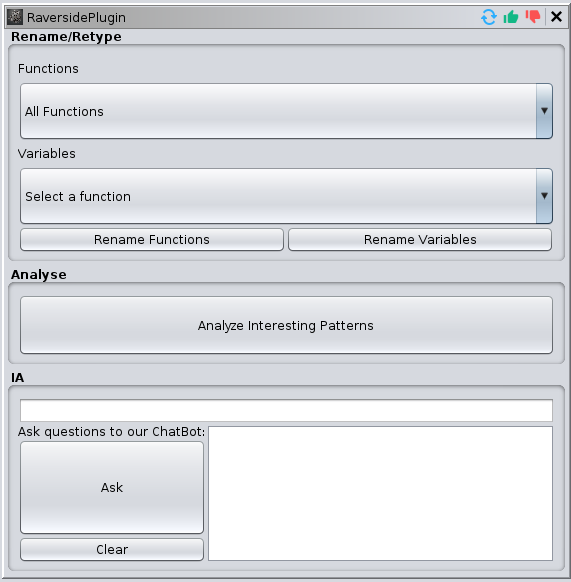 RaversidePlugin
Rename/Retype
Functions
All Functions
Variables
Select a function
Rename Functions
Rename Variables
Analyse
Analyze Interesting Patterns
IA
Ask questions to our ChatBot:
Ask
Clear